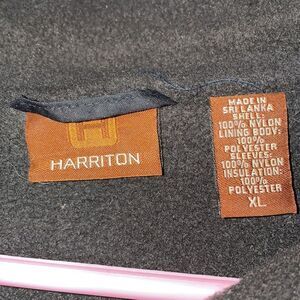 HARRITON
MADE IN
SRI LANKA
SHELL:
100% NYLON
LINING BODY:
100%
POLYESTER
SLEEVES:
100% NYLON
INSULATION:
100%
POLYESTER
XL